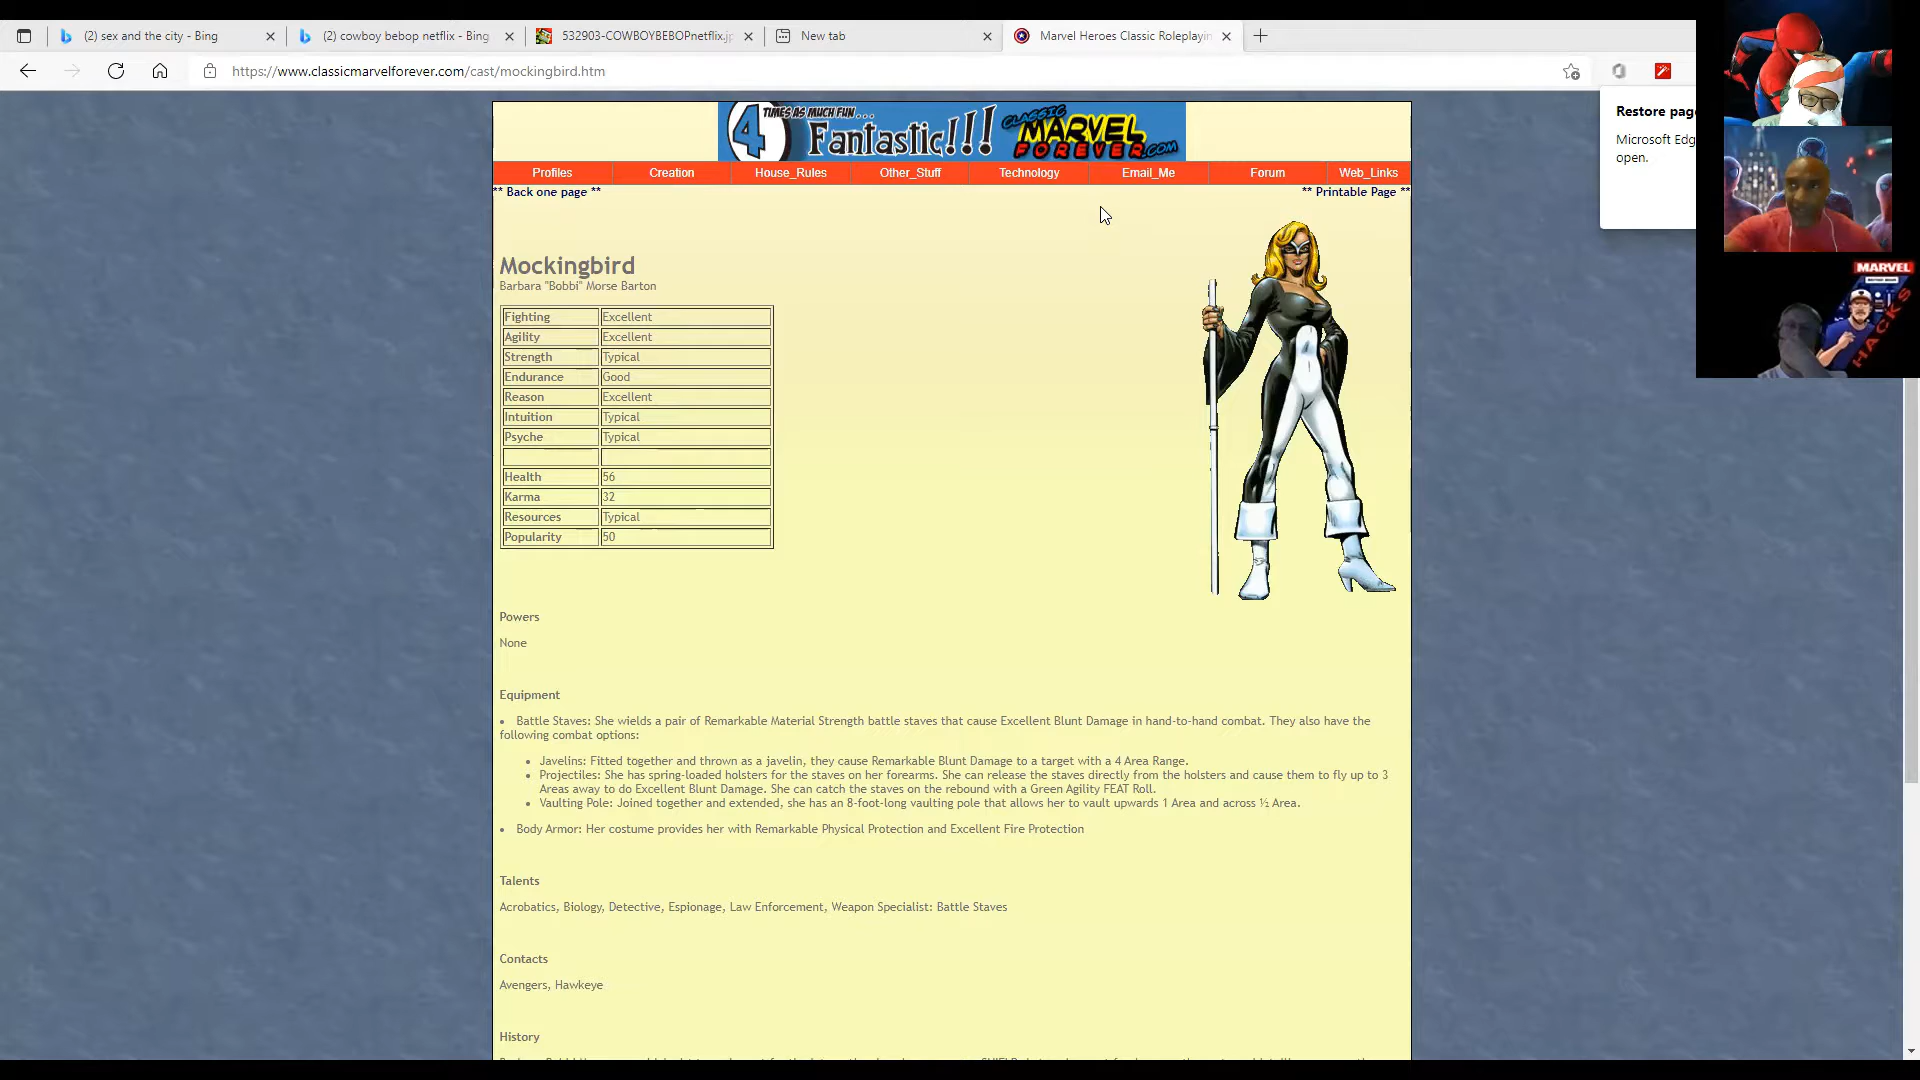 (2) sex and the city - Bing
(2) cowboy bebop netflix - Bing
532903-COWBOYBEBOPnetflix.j
New tab
Marvel Heroes Classic Roleplayin
https://www.classicmarvelforever.com/cast/mockingbird.htm
Restore pag
Microsoft Edg
open.
4 TIMES AS MUCH FUN...
Fantastic!!!
CLASSIC
MARVEL
FOREVER.COM
Profiles Creation House_Rules Other_Stuff Technology Email_Me Forum Web_Links
** Back one page ** ** Printable Page **
Mockingbird
Barbara "Bobbi" Morse Barton
Fighting Excellent
Agility Excellent
Strength Typical
Endurance Good
Reason Excellent
Intuition Typical
Psyche Typical
Health 56
Karma 32
Resources Typical
Popularity 50
Powers
None
Equipment
• Battle Staves: She wields a pair of Remarkable Material Strength battle staves that cause Excellent Blunt Damage in hand-to-hand combat. They also have the
following combat options:
• Javelins: Fitted together and thrown as a javelin, they cause Remarkable Blunt Damage to a target with a 4 Area Range.
• Projectiles: She has spring-loaded holsters for the staves on her forearms. She can release the staves directly from the holsters and cause them to fly up to 3
Areas away to do Excellent Blunt Damage. She can catch the staves on the rebound with a Green Agility FEAT Roll.
• Vaulting Pole: Joined together and extended, she has an 8-foot-long vaulting pole that allows her to vault upwards 1 Area and across ½ Area.
• Body Armor: Her costume provides her with Remarkable Physical Protection and Excellent Fire Protection
Talents
Acrobatics, Biology, Detective, Espionage, Law Enforcement, Weapon Specialist: Battle Staves
Contacts
Avengers, Hawkeye
History
MARVEL
HACKS